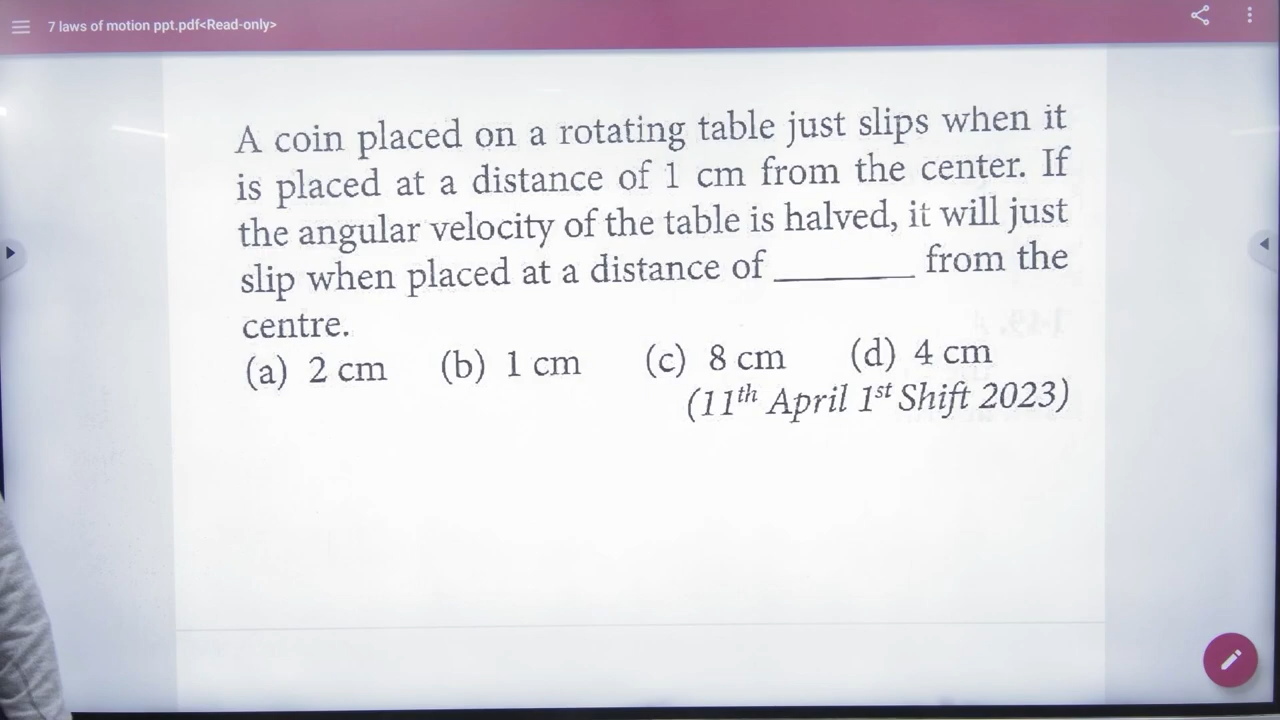 7 laws of motion ppt.pdf<Read-only>
A coin placed on a rotating table just slips when it
is placed at a distance of 1 cm from the center. If
the angular velocity of the table is halved, it will just
slip when placed at a distance of ________ from the
centre.
(a) 2 cm (b) 1 cm (c) 8 cm (d) 4 cm
(11th April 1st Shift 2023)